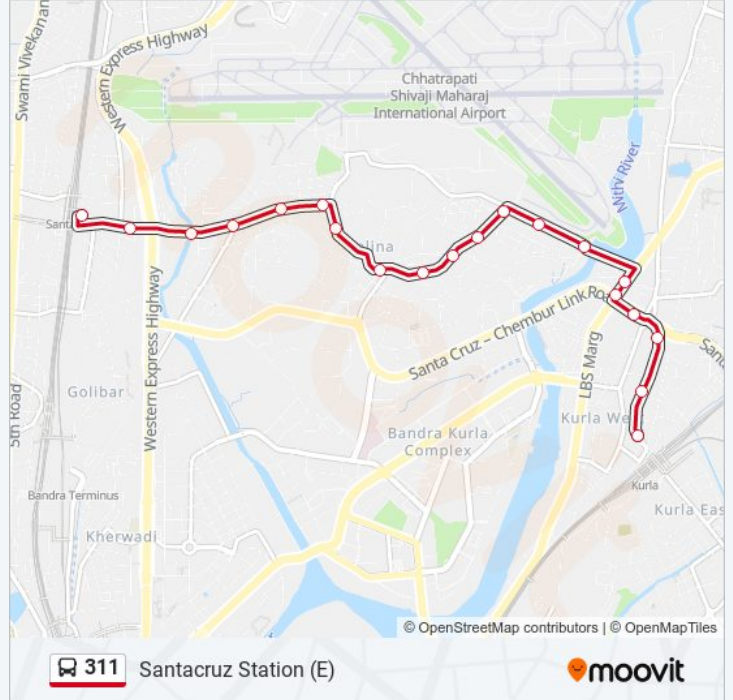 Swami Vivekanan
Western Express Highway
Chhatrapati
Shivaji Maharaj
International Airport
Mithi River
Santa
lina
Western Express Highway
Santa Cruz – Chembur Link Roa
LBS Marg
Santa
5th Road
Golibar
Kurla We
Bandra Kurla
Complex
Kurla
Bandra Terminus
Kurla Eas
Kherwadi
© OpenStreetMap contributors | © OpenMapTiles
311 Santacruz Station (E)
moovit